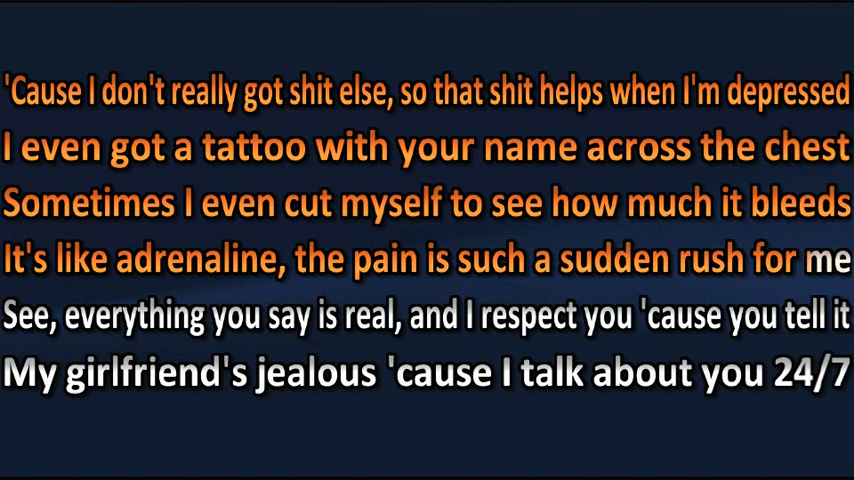 'Cause I don't really got shit else, so that shit helps when I'm depressed
I even got a tattoo with your name across the chest
Sometimes I even cut myself to see how much it bleeds
It's like adrenaline, the pain is such a sudden rush for me
See, everything you say is real, and I respect you 'cause you tell it
My girlfriend's jealous 'cause I talk about you 24/7